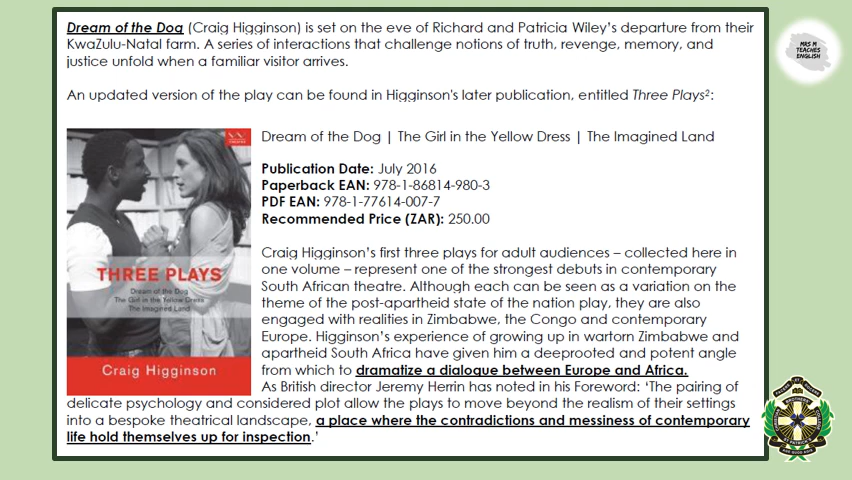 Dream of the Dog (Craig Higginson) is set on the eve of Richard and Patricia Wiley's departure from their
KwaZulu-Natal farm. A series of interactions that challenge notions of truth, revenge, memory, and
justice unfold when a familiar visitor arrives.
An updated version of the play can be found in Higginson's later publication, entitled Three Plays²:
Dream of the Dog | The Girl in the Yellow Dress | The Imagined Land
Publication Date: July 2016
Paperback EAN: 978-1-86814-980-3
PDF EAN: 978-1-77614-007-7
Recommended Price (ZAR): 250.00
Craig Higginson's first three plays for adult audiences – collected here in
one volume – represent one of the strongest debuts in contemporary
South African theatre. Although each can be seen as a variation on the
theme of the post-apartheid state of the nation play, they are also
engaged with realities in Zimbabwe, the Congo and contemporary
Europe. Higginson's experience of growing up in wartorn Zimbabwe and
apartheid South Africa have given him a deeprooted and potent angle
from which to dramatize a dialogue between Europe and Africa.
As British director Jeremy Herrin has noted in his Foreword: 'The pairing of
delicate psychology and considered plot allow the plays to move beyond the realism of their settings
into a bespoke theatrical landscape, a place where the contradictions and messiness of contemporary
life hold themselves up for inspection.'
THREE PLAYS
Dream of the Dog
The Girl in the Yellow Dress
The Imagined Land
Craig Higginson
MRS M
TEACHES
ENGLISH